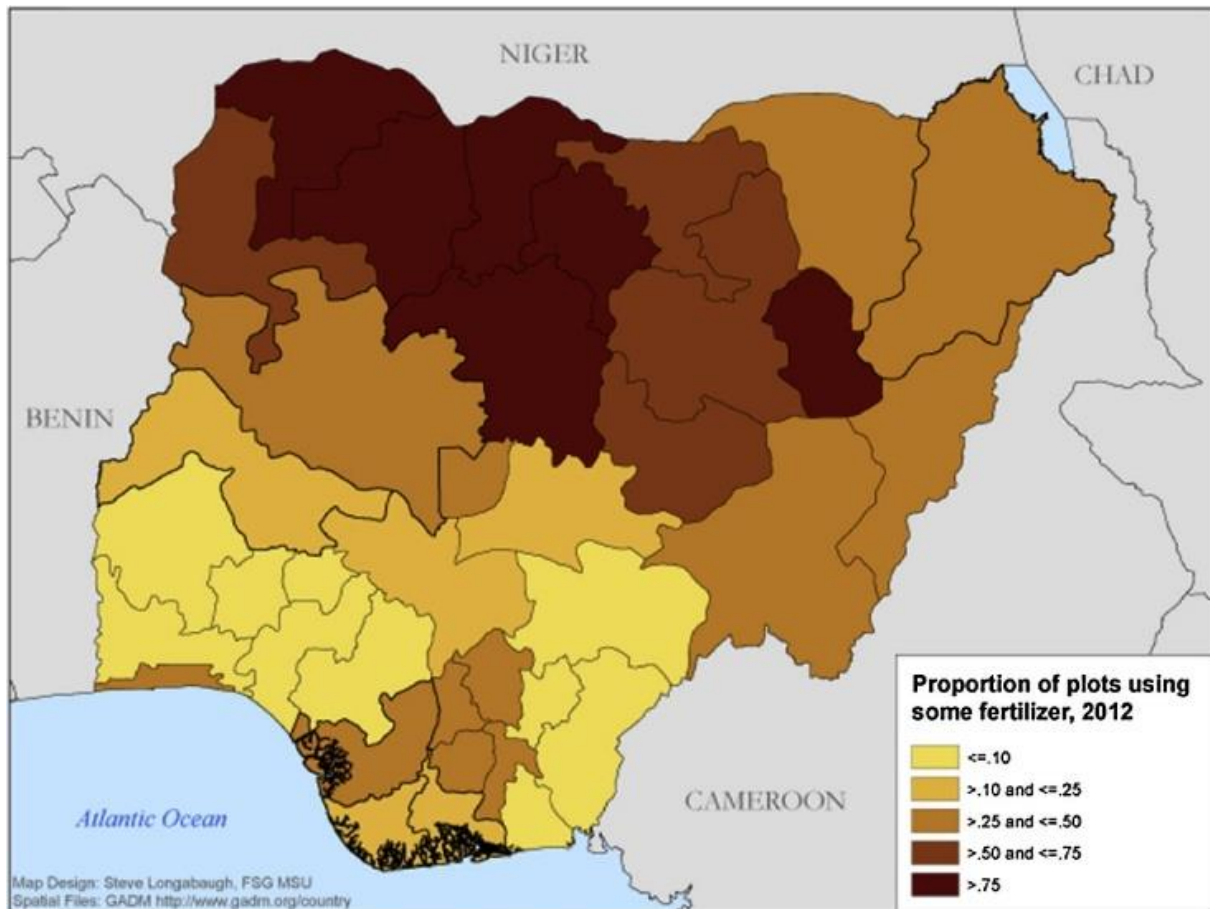 NIGER
CHAD
BENIN
CAMEROON
Atlantic Ocean
Proportion of plots using
some fertilizer, 2012
<=.10
>.10 and <=.25
>.25 and <=.50
>.50 and <=.75
>.75
Map Design: Steve Longabaugh, FSG MSU
Spatial Files: GADM http://www.gadm.org/country